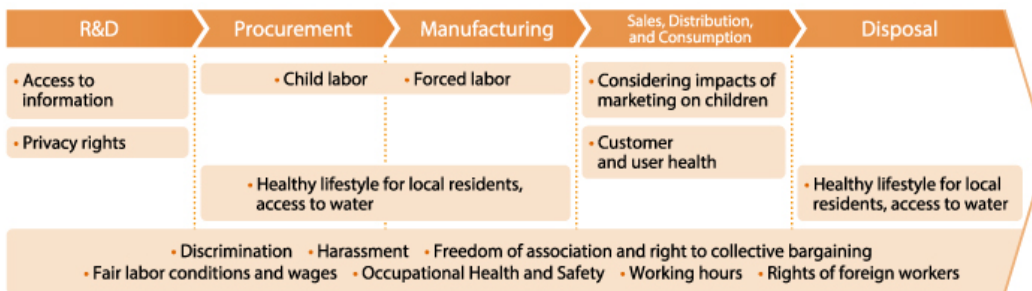 R&D
Procurement
Manufacturing
Sales, Distribution,
and Consumption
Disposal
• Access to
information
• Privacy rights
• Child labor
• Forced labor
• Considering impacts of
marketing on children
• Customer
and user health
• Healthy lifestyle for local residents,
access to water
• Healthy lifestyle for local
residents, access to water
• Discrimination • Harassment • Freedom of association and right to collective bargaining
• Fair labor conditions and wages • Occupational Health and Safety • Working hours • Rights of foreign workers